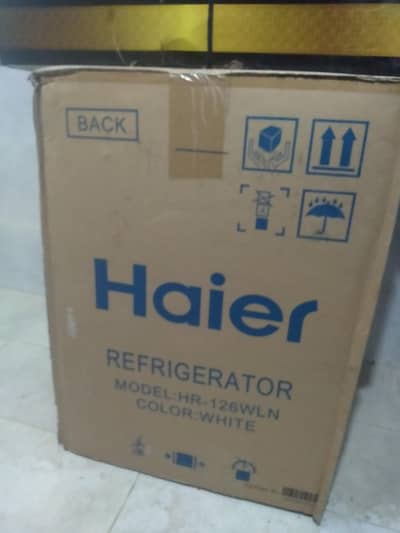 BACK
Haier
REFRIGERATOR
MODEL:HR-126WLN
COLOR:WHITE